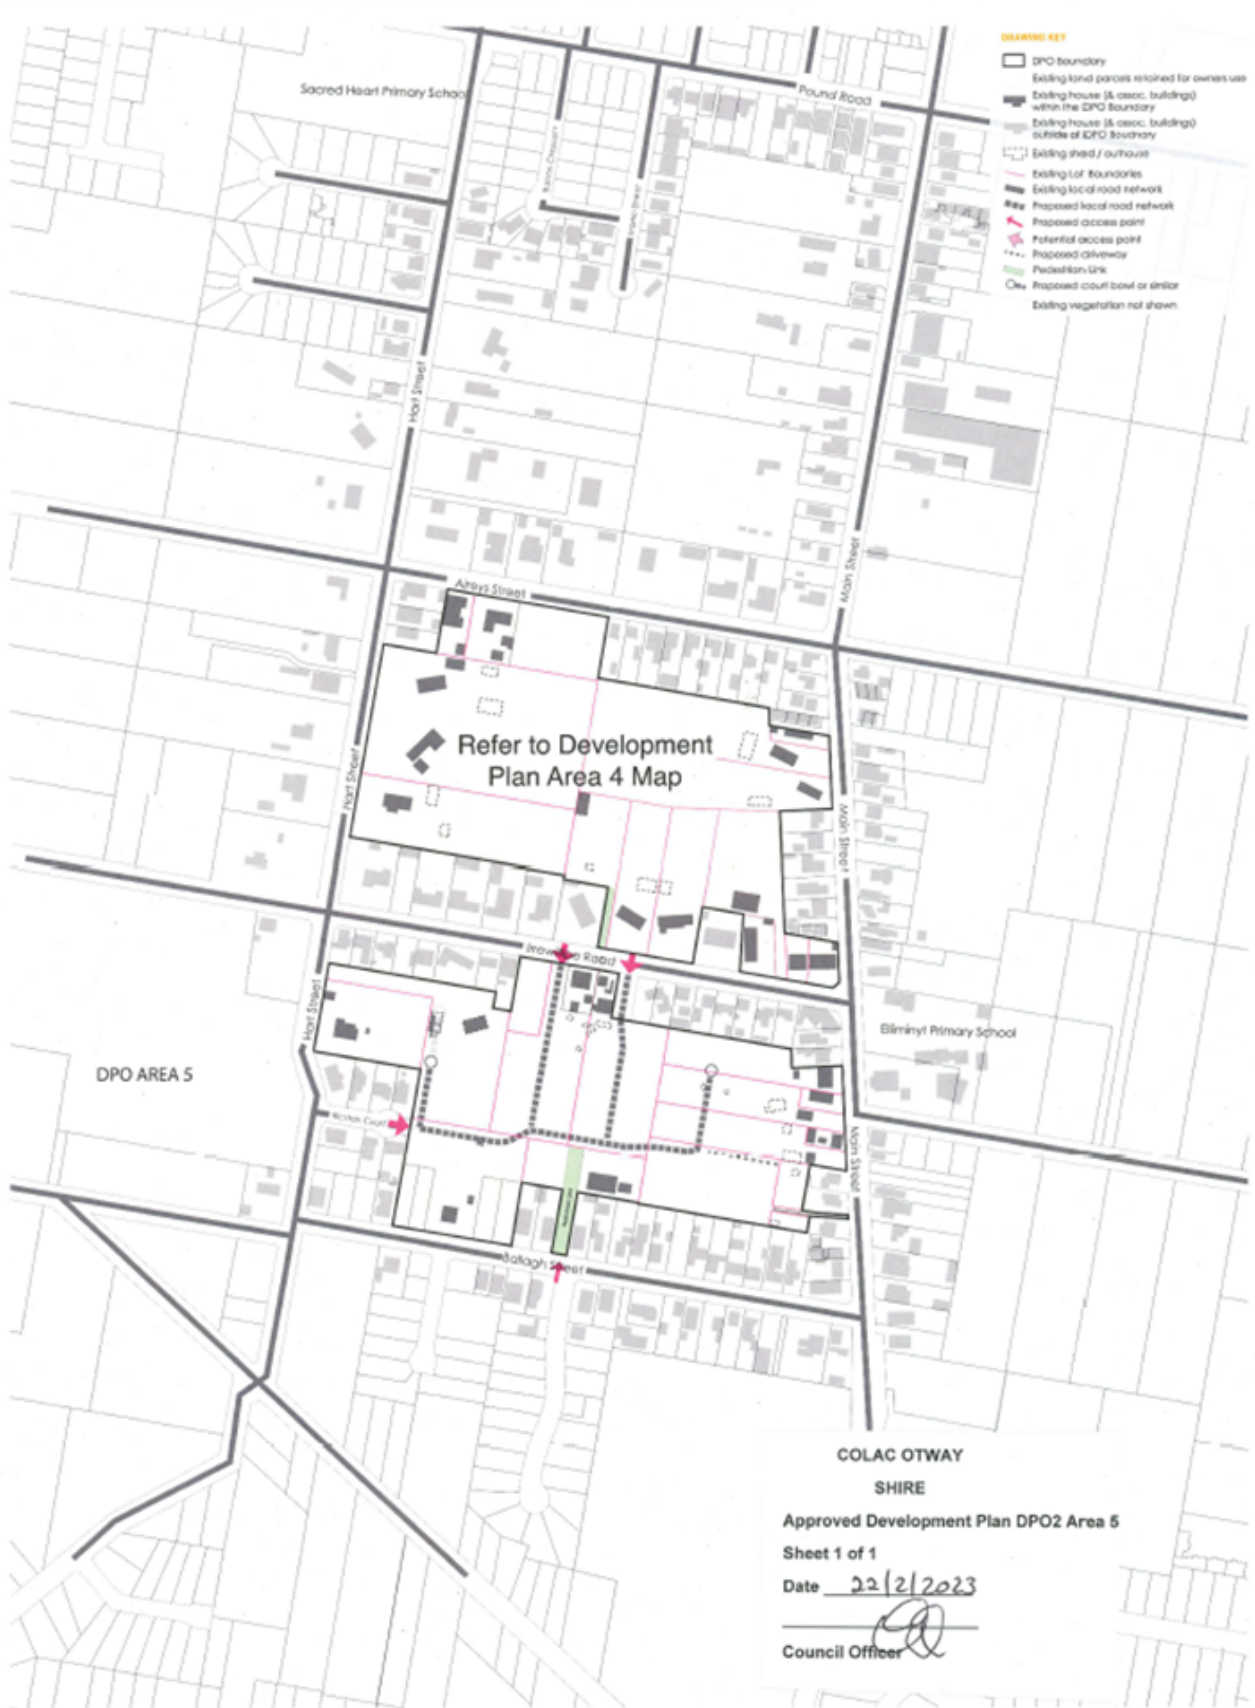 DRAWING KEY
DPO Boundary
Existing land parcels retained for owners use
Existing house (& assoc. buildings)
within the DPO Boundary
Existing house (& assoc. buildings)
outside of DPO Boudnary
Existing shed / outhouse
Existing Lot Boundaries
Existing local road network
Proposed local road network
Proposed access point
Potential access point
Proposed driveway
Pedestrian Link
Proposed court bowl or similar
Existing vegetation not shown
Sacred Heart Primary School
Pound Road
Hart Street
Main Street
Aireys Street
Refer to Development
Plan Area 4 Map
Hart Street
Main Street
Road
Hart Street
Elliminyt Primary School
DPO AREA 5
Court
Main Street
Ballagh Street
COLAC OTWAY
SHIRE
Approved Development Plan DPO2 Area 5
Sheet 1 of 1
Date 22/2/2023
Council Officer